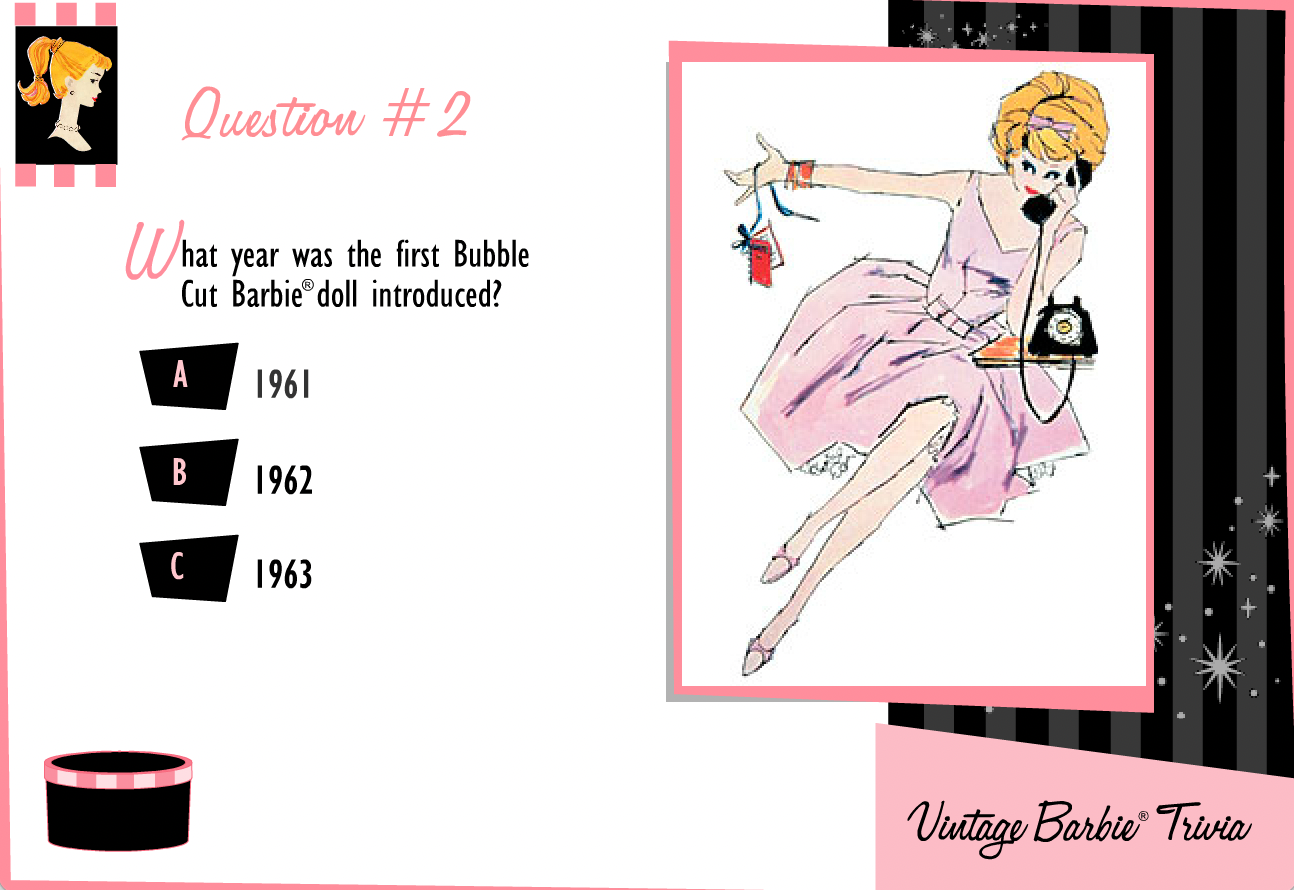 Question #2
What year was the first Bubble
Cut Barbie® doll introduced?
A 1961
B 1962
C 1963
Vintage Barbie® Trivia